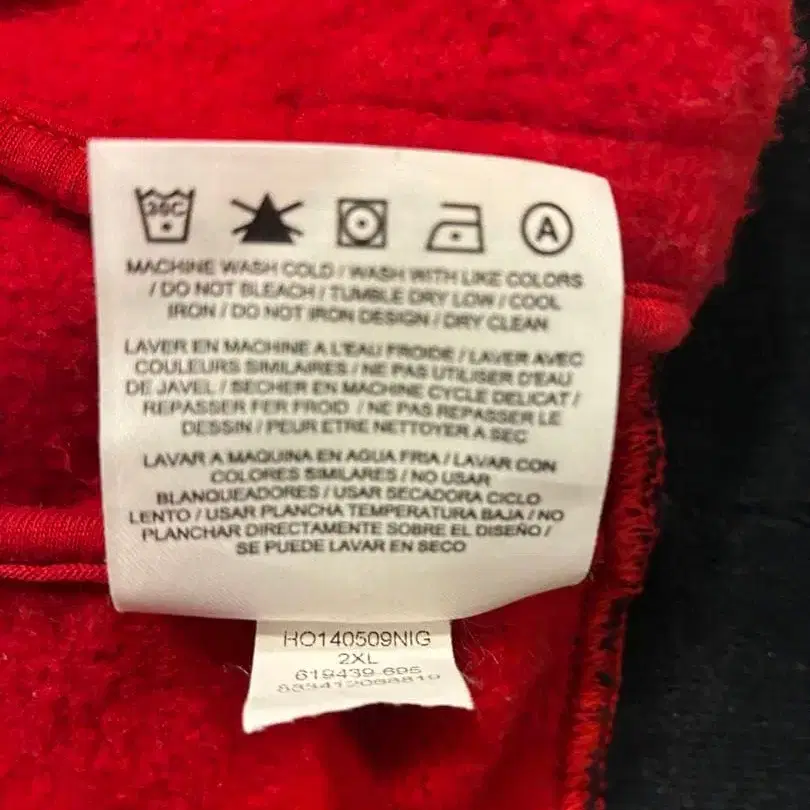 30C
A
MACHINE WASH COLD / WASH WITH LIKE COLORS
/ DO NOT BLEACH / TUMBLE DRY LOW / COOL
IRON / DO NOT IRON DESIGN / DRY CLEAN
LAVER EN MACHINE A L'EAU FROIDE / LAVER AVEC
COULEURS SIMILAIRES / NE PAS UTILISER D'EAU
DE JAVEL / SECHER EN MACHINE CYCLE DELICAT /
REPASSER FER FROID / NE PAS REPASSER LE
DESSIN / PEUR ETRE NETTOYER A SEC
LAVAR A MAQUINA EN AGUA FRIA / LAVAR CON
COLORES SIMILARES / NO USAR
BLANQUEADORES / USAR SECADORA CICLO
LENTO / USAR PLANCHA TEMPERATURA BAJA / NO
PLANCHAR DIRECTAMENTE SOBRE EL DISEÑO /
SE PUEDE LAVAR EN SECO
HO140509NIG
2XL
619439-695